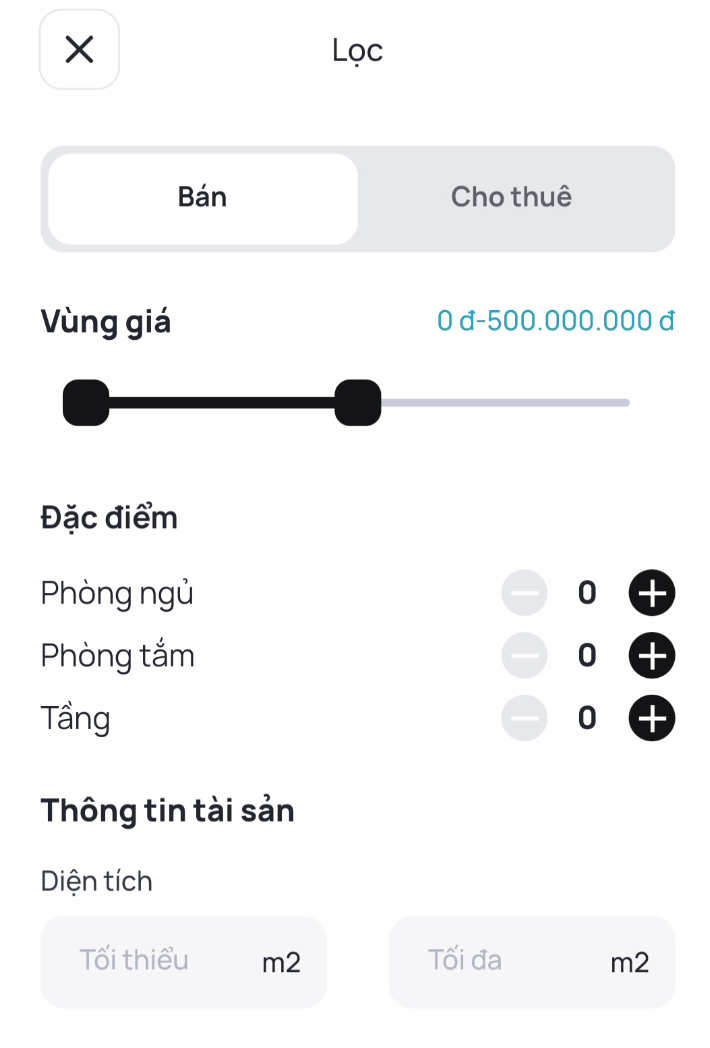 Lọc
Bán
Cho thuê
Vùng giá
0 đ-500.000.000 đ
Đặc điểm
Phòng ngủ
0
Phòng tắm
0
Tầng
0
Thông tin tài sản
Diện tích
Tối thiểu m2
Tối đa m2